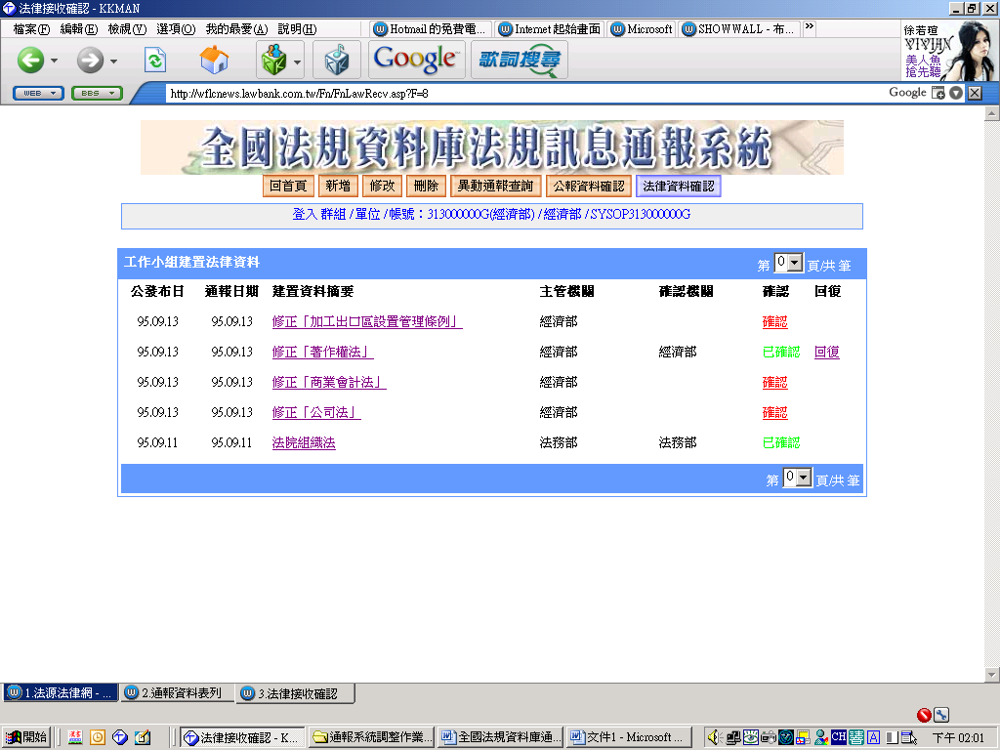 法律接收確認 - KKMAN
檔案(F) 編輯(E) 檢視(V) 選項(O) 我的最愛(A) 說明(H) Hotmail 的免費電... Internet 起始畫面 Microsoft SHOWWALL - 布... »
徐若瑄
VIVIAN
美人魚
搶先聽
Google 歌詞搜尋
WEB BBS http://wflcnews.lawbank.com.tw/Fn/FnLawRecv.asp?F=8 Google
全國法規資料庫法規訊息通報系統
回首頁 新增 修改 刪除 異動通報查詢 公報資料確認 法律資料確認
登入 群組 / 單位 / 帳號：313000000G(經濟部) / 經濟部 / SYSOP313000000G
工作小組建置法律資料 第 0 頁/共 筆
公發布日 通報日期 建置資料摘要 主管機關 確認機關 確認 回復
95.09.13 95.09.13 修正「加工出口區設置管理條例」 經濟部 確認
95.09.13 95.09.13 修正「著作權法」 經濟部 經濟部 已確認 回復
95.09.13 95.09.13 修正「商業會計法」 經濟部 確認
95.09.13 95.09.13 修正「公司法」 經濟部 確認
95.09.11 95.09.11 法院組織法 法務部 法務部 已確認
第 0 頁/共 筆
1.法源法律網 - ... 2.通報資料表列 3.法律接收確認
開始 法律接收確認 - K... 通報系統調整作業... 全國法規資料庫通... 文件1 - Microsoft ... CH A 下午 02:01